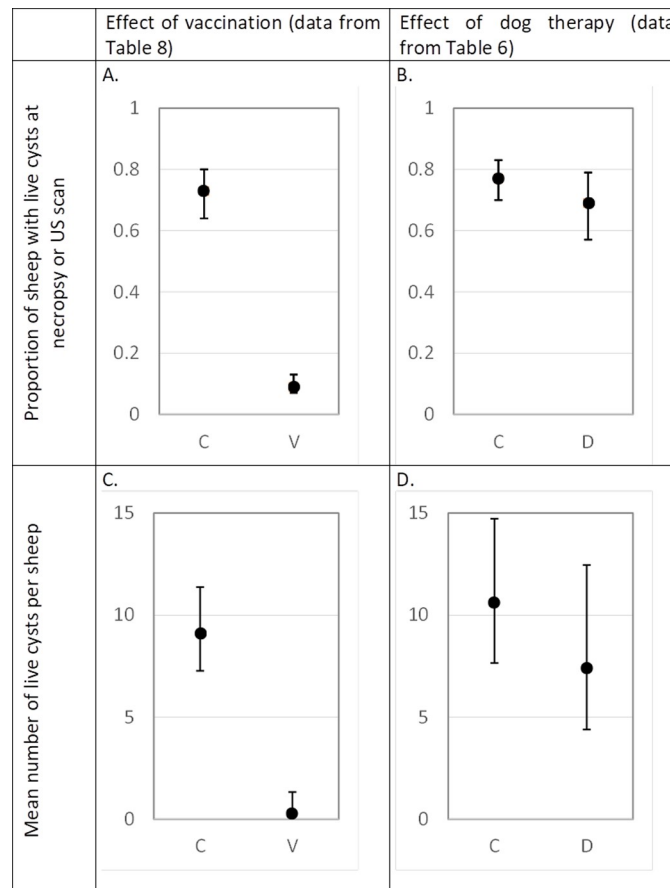 Effect of vaccination (data from
Table 8)
Effect of dog therapy (data
from Table 6)
Proportion of sheep with live cysts at
necropsy or US scan
A.
1
0.8
0.6
0.4
0.2
0
C V
B.
1
0.8
0.6
0.4
0.2
0
C D
Mean number of live cysts per sheep
C.
15
10
5
0
C V
D.
15
10
5
0
C D